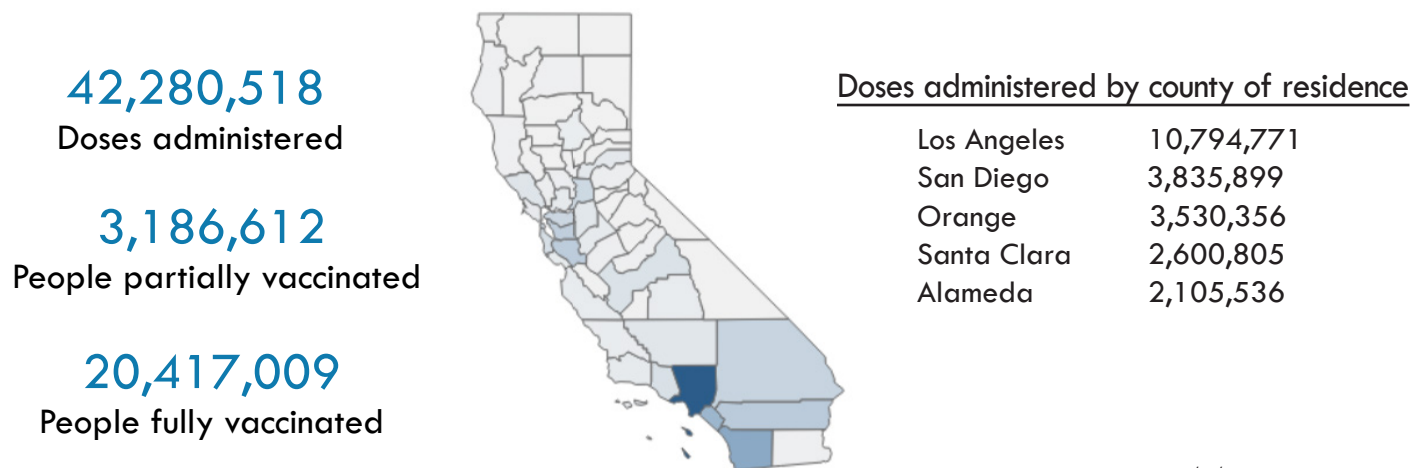 42,280,518
Doses administered
3,186,612
People partially vaccinated
20,417,009
People fully vaccinated
Doses administered by county of residence
Los Angeles 10,794,771
San Diego 3,835,899
Orange 3,530,356
Santa Clara 2,600,805
Alameda 2,105,536